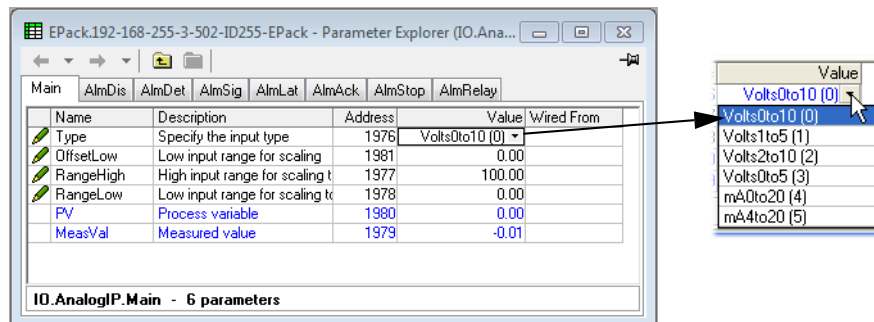 EPack.192-168-255-3-502-ID255-EPack - Parameter Explorer (IO.Ana...
Main AlmDis AlmDet AlmSig AlmLat AlmAck AlmStop AlmRelay
Name Description Address Value Wired From
Type Specify the input type 1976 Volts0to10 (0)
OffsetLow Low input range for scaling 1981 0.00
RangeHigh High input range for scaling t 1977 100.00
RangeLow Low input range for scaling to 1978 0.00
PV Process variable 1980 0.00
MeasVal Measured value 1979 -0.01
IO.AnalogIP.Main - 6 parameters
Value
Volts0to10 (0)
Volts0to10 (0)
Volts1to5 (1)
Volts2to10 (2)
Volts0to5 (3)
mA0to20 (4)
mA4to20 (5)